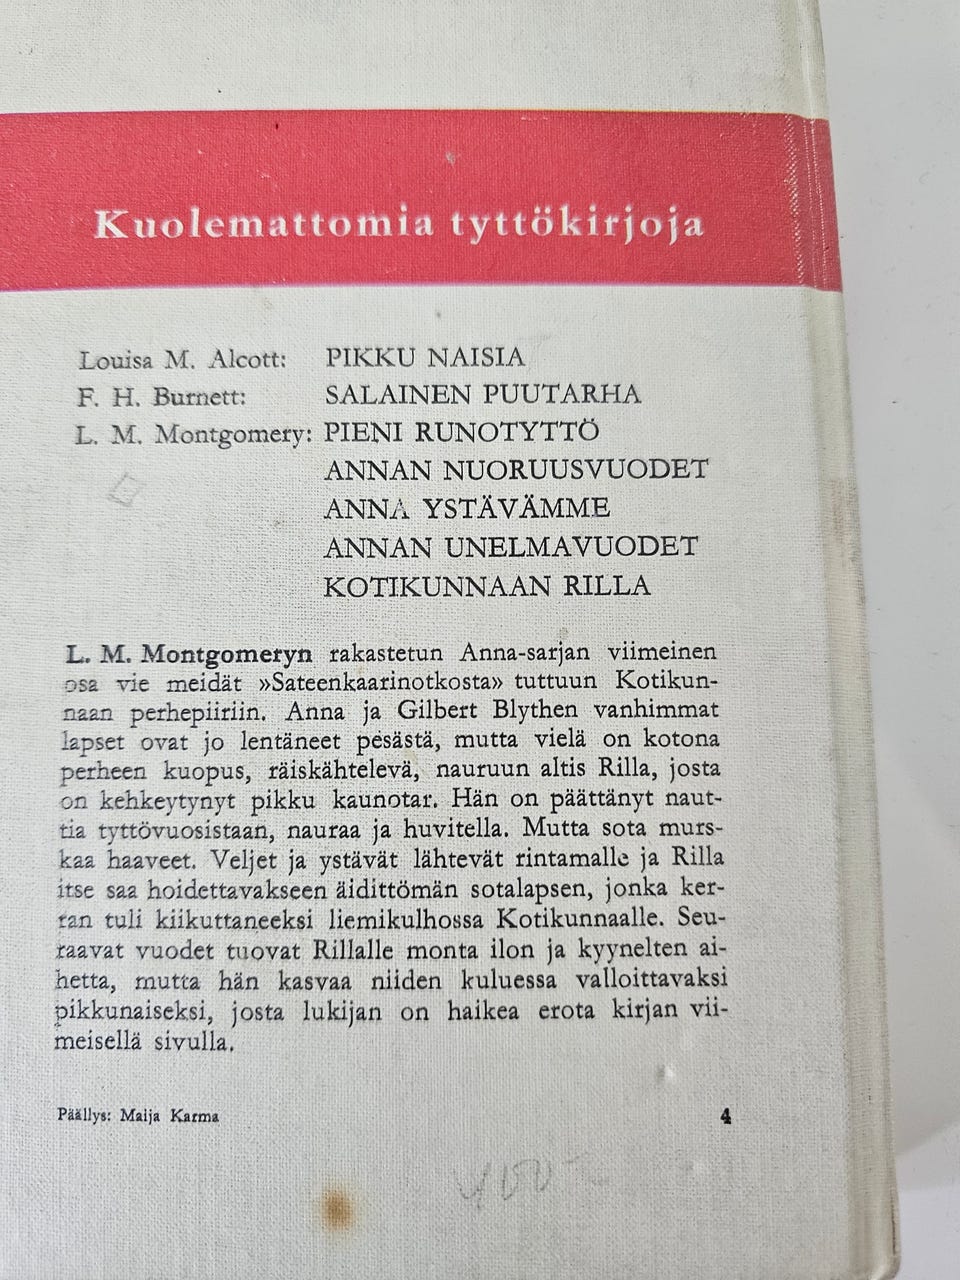 Kuolemattomia tyttökirjoja
Louisa M. Alcott: PIKKU NAISIA
F. H. Burnett: SALAINEN PUUTARHA
L. M. Montgomery: PIENI RUNOTYTTÖ
ANNAN NUORUUSVUODET
ANNA YSTÄVÄMME
ANNAN UNELMAVUODET
KOTIKUNNAAN RILLA
L. M. Montgomeryn rakastetun Anna-sarjan viimeinen
osa vie meidät »Sateenkaarinotkosta» tuttuun Kotikun-
naan perhepiiriin. Anna ja Gilbert Blythen vanhimmat
lapset ovat jo lentäneet pesästä, mutta vielä on kotona
perheen kuopus, räiskähtelevä, nauruun altis Rilla, josta
on kehkeytynyt pikku kaunotar. Hän on päättänyt naut-
tia tyttövuosistaan, nauraa ja huvitella. Mutta sota murs-
kaa haaveet. Veljet ja ystävät lähtevät rintamalle ja Rilla
itse saa hoidettavakseen äidittömän sotalapsen, jonka ker-
ran tuli kiikuttaneeksi liemikulhossa Kotikunnaalle. Seu-
raavat vuodet tuovat Rillalle monta ilon ja kyynelten ai-
hetta, mutta hän kasvaa niiden kuluessa valloittavaksi
pikkunaiseksi, josta lukijan on haikea erota kirjan vii-
meisellä sivulla.
Päällys: Maija Karma 4